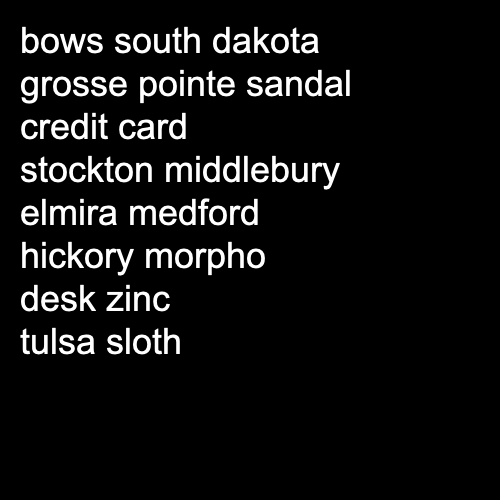 bows south dakota
grosse pointe sandal
credit card
stockton middlebury
elmira medford
hickory morpho
desk zinc
tulsa sloth